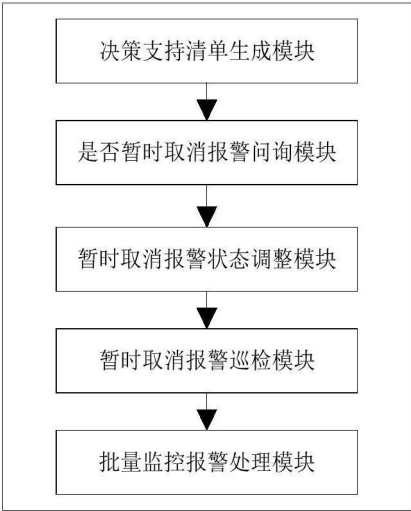 决策支持清单生成模块
是否暂时取消报警问询模块
暂时取消报警状态调整模块
暂时取消报警巡检模块
批量监控报警处理模块